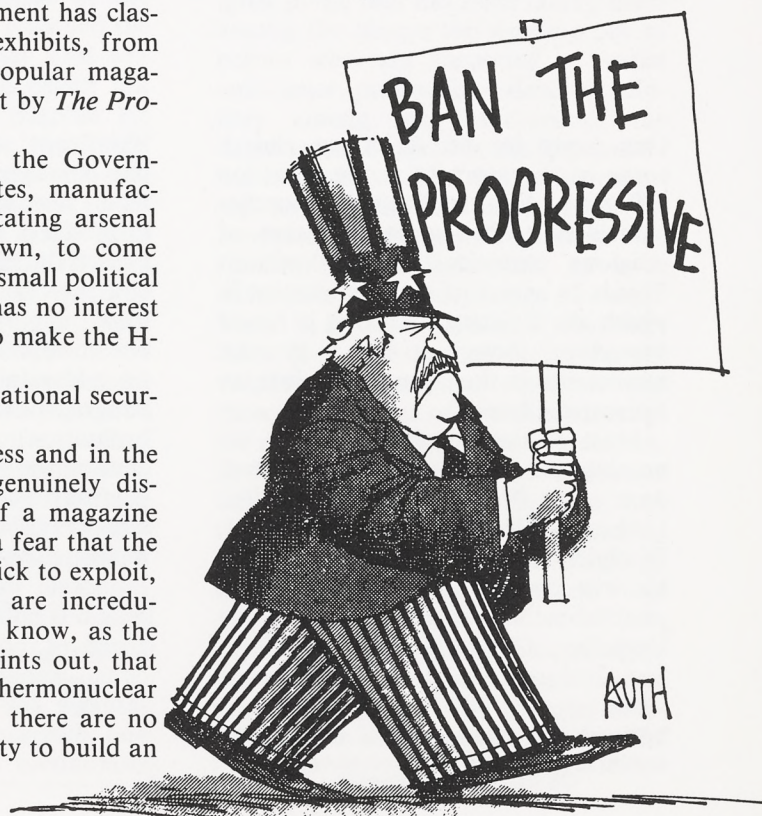 ment has clas-
exhibits, from
opular maga-
t by The Pro-
the Govern-
tes, manufac-
tating arsenal
wn, to come
small political
has no interest
o make the H-
ational secur-
ess and in the
genuinely dis-
f a magazine
a fear that the
ick to exploit,
are incredu-
know, as the
ints out, that
hermonuclear
there are no
ty to build an
BAN THE
PROGRESSIVE
AUTH